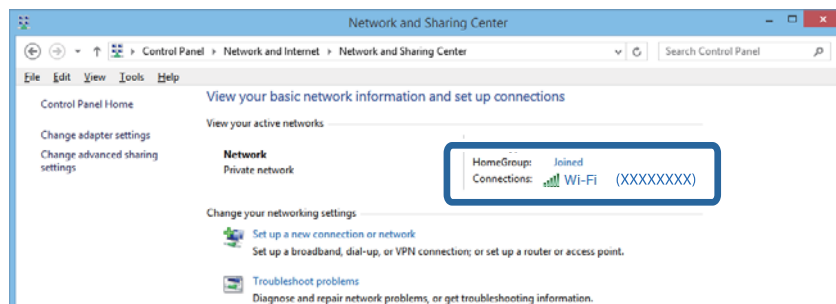 Network and Sharing Center
Control Panel Network and Internet Network and Sharing Center Search Control Panel
File Edit View Tools Help
Control Panel Home
Change adapter settings
Change advanced sharing
settings
View your basic network information and set up connections
View your active networks
Network
Private network
HomeGroup: Joined
Connections: Wi-Fi (XXXXXXXX)
Change your networking settings
Set up a new connection or network
Set up a broadband, dial-up, or VPN connection; or set up a router or access point.
Troubleshoot problems
Diagnose and repair network problems, or get troubleshooting information.